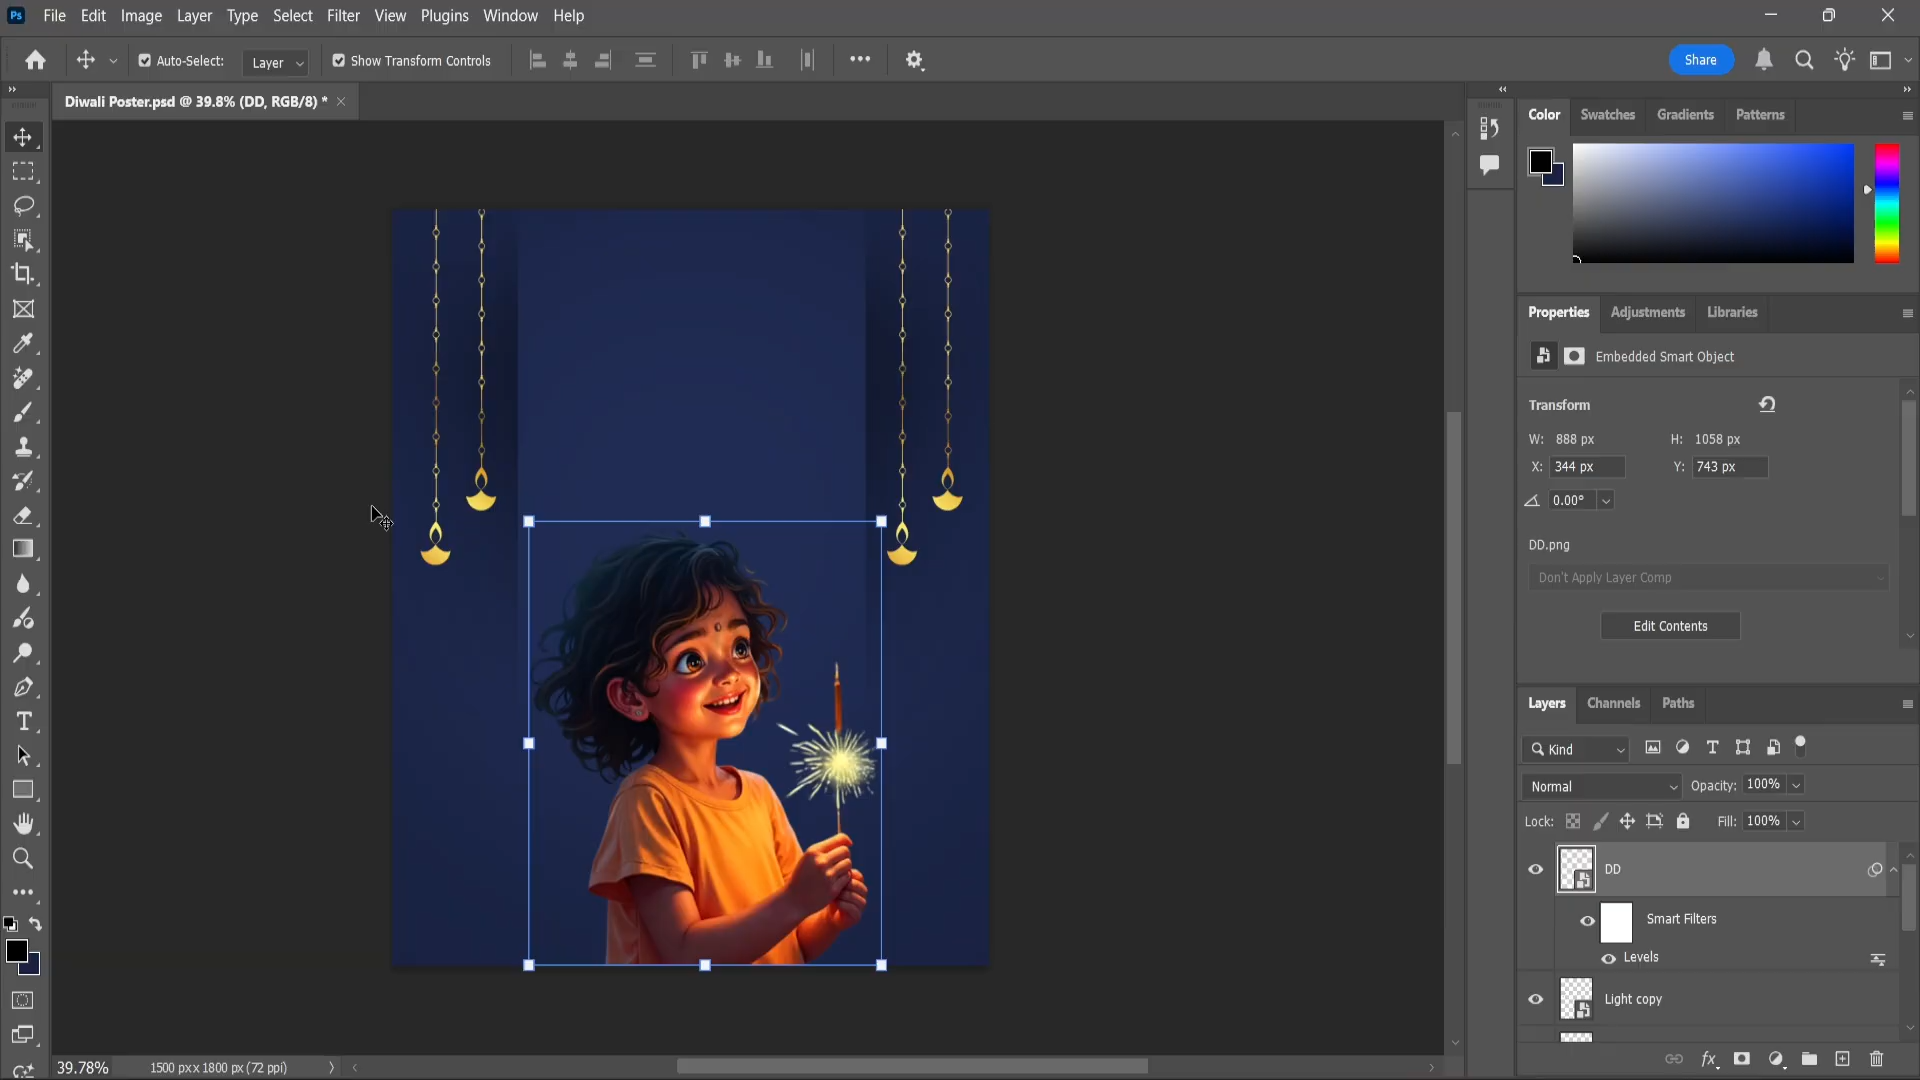 Ps File Edit Image Layer Type Select Filter View Plugins Window Help
Auto-Select: Layer Show Transform Controls Share
Diwali Poster.psd @ 39.8% (DD, RGB/8) *
Color Swatches Gradients Patterns
Properties Adjustments Libraries
Embedded Smart Object
Transform
W: 888 px H: 1058 px
X: 344 px Y: 743 px
0.00°
DD.png
Don't Apply Layer Comp
Edit Contents
Layers Channels Paths
Kind
Normal Opacity: 100%
Lock: Fill: 100%
DD
Smart Filters
Levels
Light copy
fx
39.78% 1500 px x 1800 px (72 ppi)